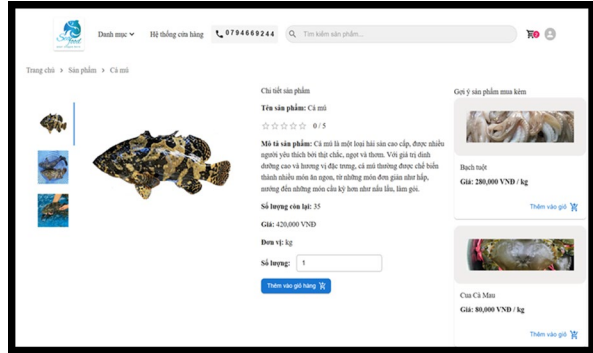 Sea
food
Danh mục
Hệ thống cửa hàng
0794669244
Tìm kiếm sản phẩm...
Trang chủ > Sản phẩm > Cá mú
Chi tiết sản phẩm
Tên sản phẩm: Cá mú
0 / 5
Mô tả sản phẩm: Cá mú là một loại hải sản cao cấp, được nhiều
người yêu thích bởi thịt chắc, ngọt và thơm. Với giá trị dinh
dưỡng cao và hương vị đặc trưng, cá mú thường được chế biến
thành nhiều món ăn ngon, từ những món đơn giản như hấp,
nướng đến những món cầu kỳ hơn như nấu lẩu, làm gỏi.
Số lượng còn lại: 35
Giá: 420,000 VNĐ
Đơn vị: kg
Số lượng: 1
Thêm vào giỏ hàng
Gợi ý sản phẩm mua kèm
Bạch tuột
Giá: 280,000 VNĐ / kg
Thêm vào giỏ
Cua Cà Mau
Giá: 80,000 VNĐ / kg
Thêm vào giỏ